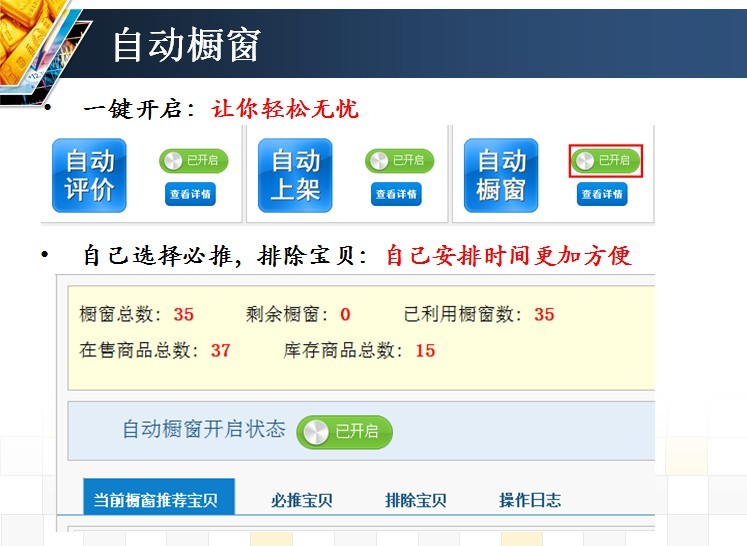 自动橱窗
• 一键开启：让你轻松无忧
自动评价 已开启 查看详情
自动上架 已开启 查看详情
自动橱窗 已开启 查看详情
• 自己选择必推，排除宝贝：自己安排时间更加方便
橱窗总数：35 剩余橱窗：0 已利用橱窗数：35
在售商品总数：37 库存商品总数：15
自动橱窗开启状态 已开启
当前橱窗推荐宝贝 必推宝贝 排除宝贝 操作日志